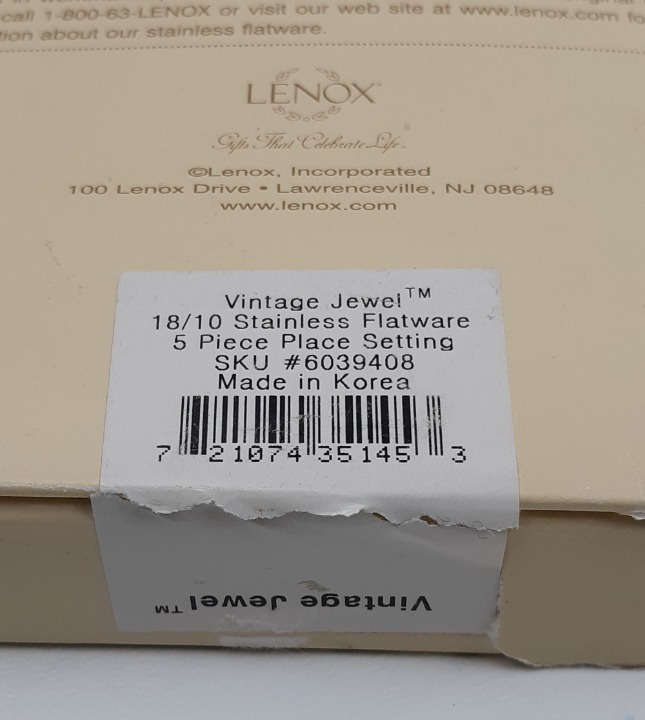 call 1-800-63-LENOX or visit our web site at www.lenox.com fo
tion about our stainless flatware.
LENOX
Gifts That Celebrate Life
©Lenox, Incorporated
100 Lenox Drive • Lawrenceville, NJ 08648
www.lenox.com
Vintage Jewel™
18/10 Stainless Flatware
5 Piece Place Setting
SKU #6039408
Made in Korea
7 21074 35145 3
Vintage Jewel™